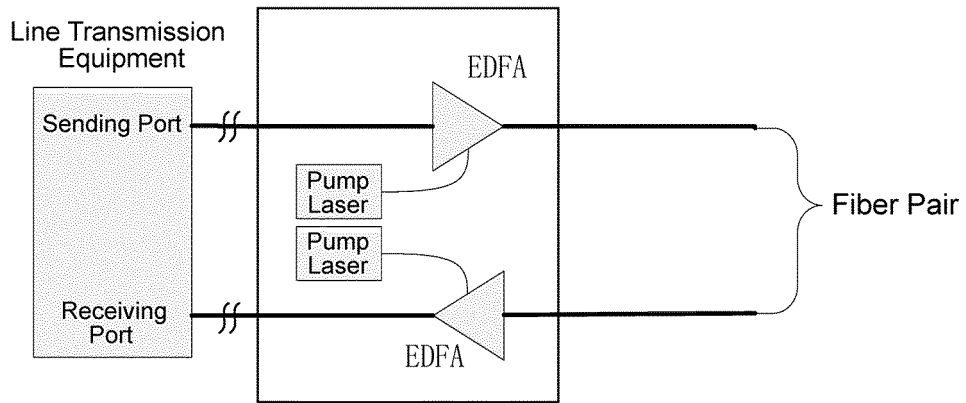 Line Transmission
Equipment
EDFA
Sending Port
Pump
Laser
Fiber Pair
Pump
Laser
Receiving
Port
EDFA